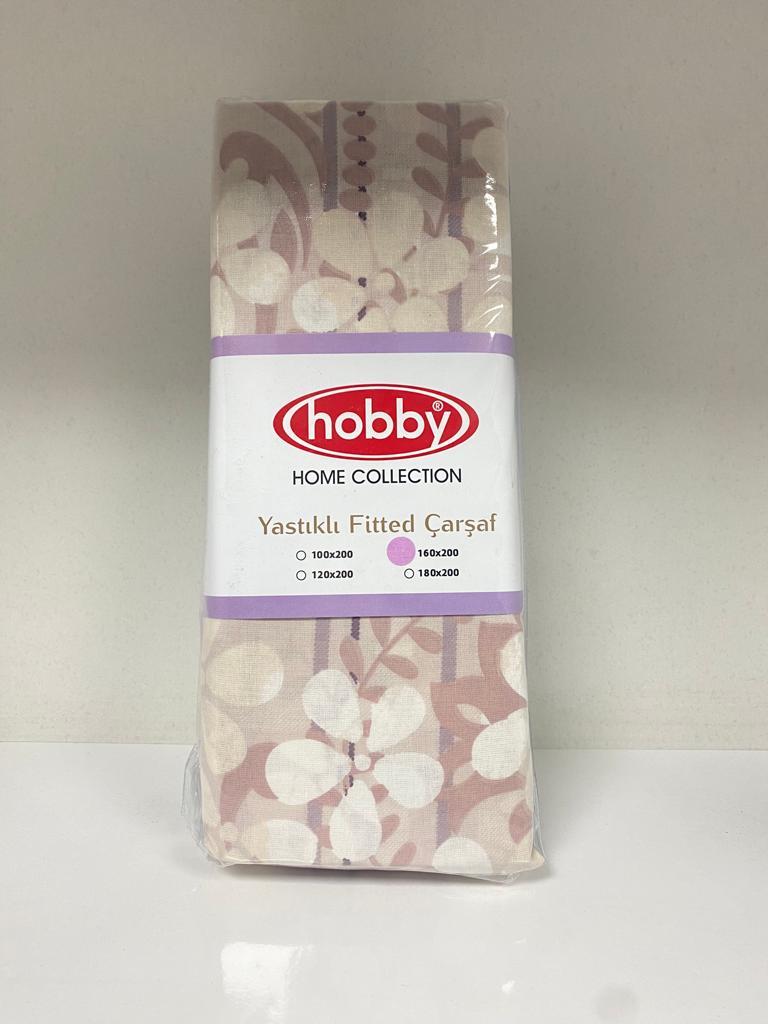 hobby®
HOME COLLECTION
Yastıklı Fitted Çarşaf
100x200 160x200
120x200 180x200